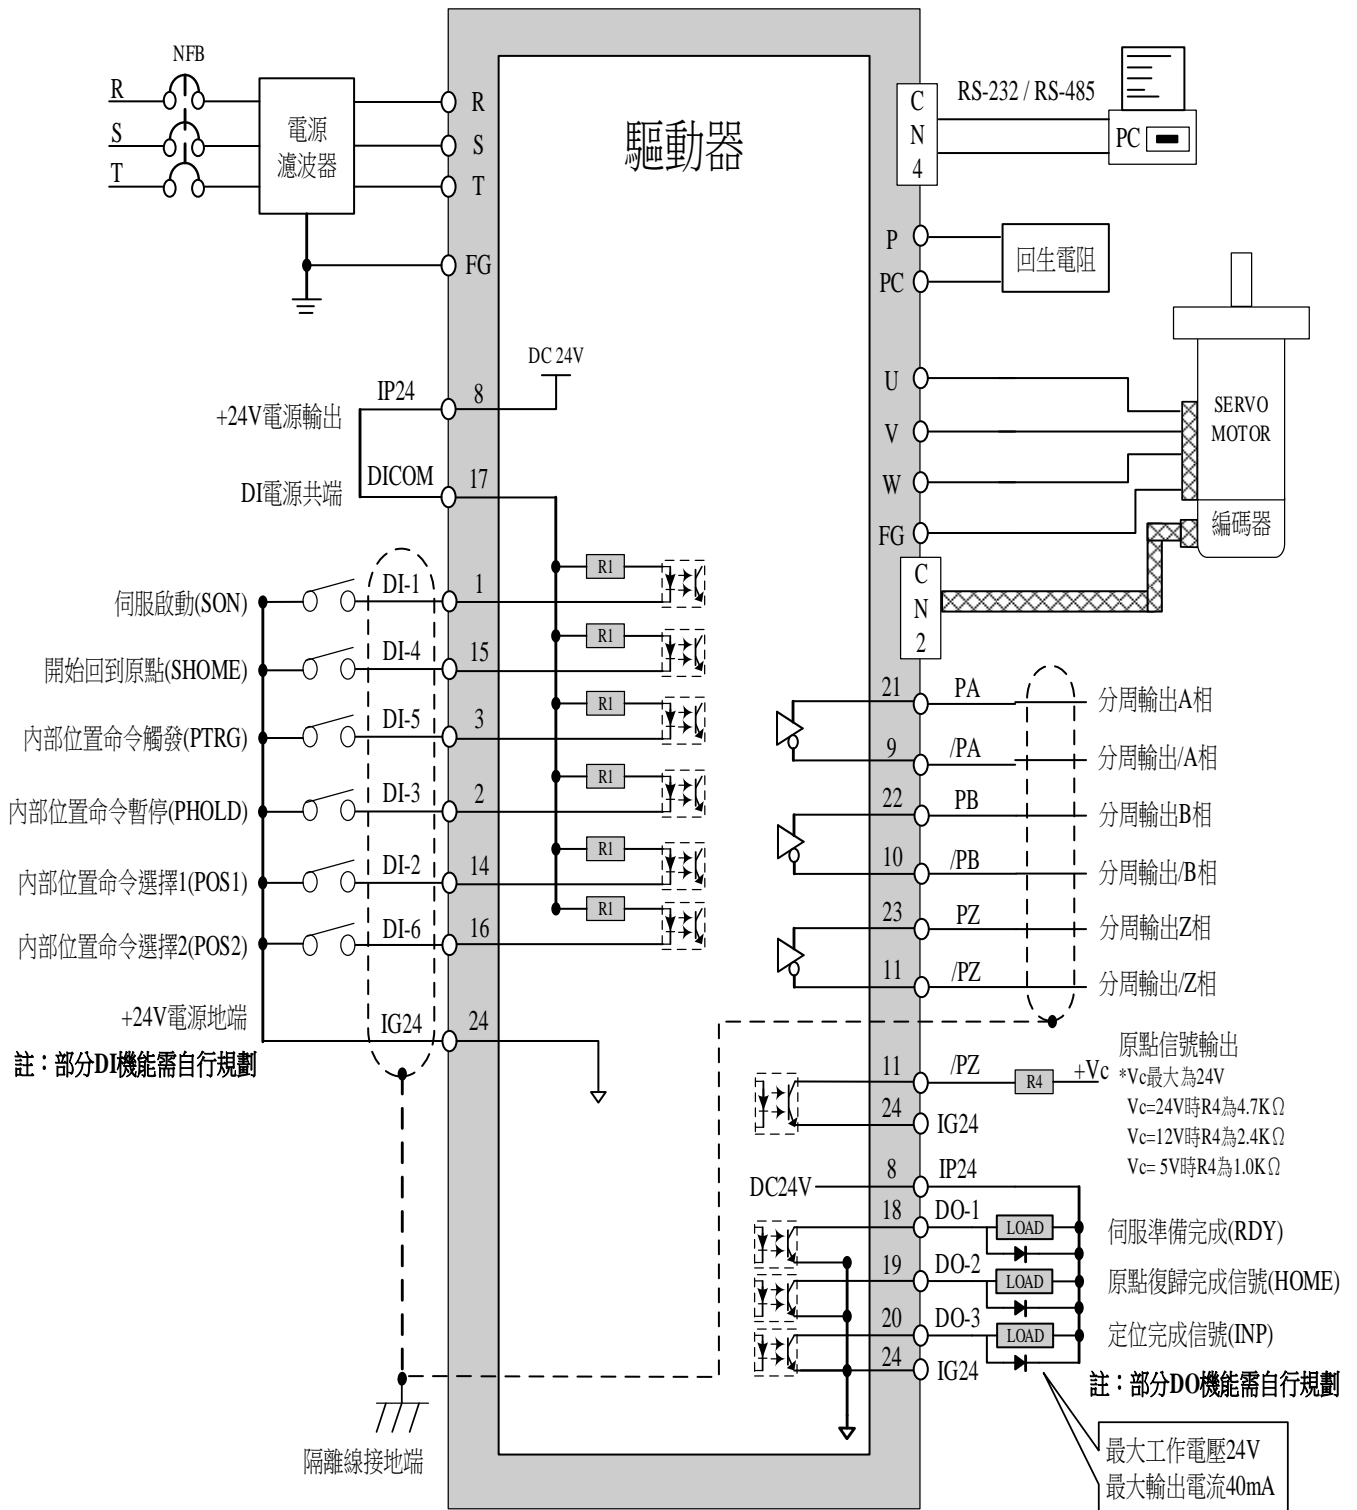 NFB
R
S
T
電源
濾波器
R
S
T
FG
驅動器
C
N
4
RS-232 / RS-485
PC
P
PC
回生電阻
U
V
W
FG
SERVO
MOTOR
編碼器
C
N
2
DC 24V
+24V電源輸出
IP24
8
DI電源共端
DICOM
17
R1
伺服啟動(SON)
DI-1
1
R1
開始回到原點(SHOME)
DI-4
15
R1
內部位置命令觸發(PTRG)
DI-5
3
R1
內部位置命令暫停(PHOLD)
DI-3
2
R1
內部位置命令選擇1(POS1)
DI-2
14
R1
內部位置命令選擇2(POS2)
DI-6
16
+24V電源地端
IG24
24
註：部分DI機能需自行規劃
隔離線接地端
21
PA
分周輸出A相
9
/PA
分周輸出/A相
22
PB
分周輸出B相
10
/PB
分周輸出/B相
23
PZ
分周輸出Z相
11
/PZ
分周輸出/Z相
11
/PZ
R4
+Vc
原點信號輸出
*Vc最大為24V
Vc=24V時R4為4.7KΩ
Vc=12V時R4為2.4KΩ
Vc= 5V時R4為1.0KΩ
24
IG24
DC24V
8
IP24
18
DO-1
LOAD
伺服準備完成(RDY)
19
DO-2
LOAD
原點復歸完成信號(HOME)
20
DO-3
LOAD
定位完成信號(INP)
24
IG24
註：部分DO機能需自行規劃
最大工作電壓24V
最大輸出電流40mA